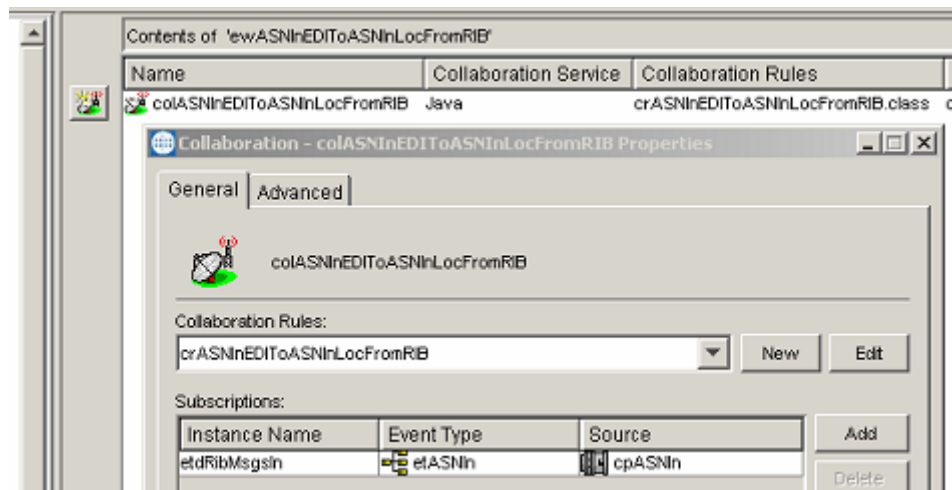 Contents of 'ewASNInEDIToASNInLocFromRIB'
Name Collaboration Service Collaboration Rules
colASNInEDIToASNInLocFromRIB Java crASNInEDIToASNInLocFromRIB.class
Collaboration - colASNInEDIToASNInLocFromRIB Properties
General Advanced
colASNInEDIToASNInLocFromRIB
Collaboration Rules:
crASNInEDIToASNInLocFromRIB New Edit
Subscriptions:
Instance Name Event Type Source Add
etdRibMsgsIn etASNIn cpASNIn
Delete